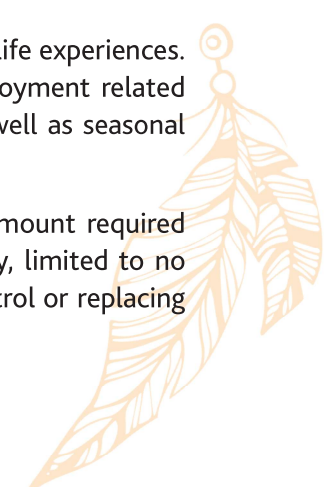 life experiences.
oyment related
well as seasonal
mount required
y, limited to no
trol or replacing